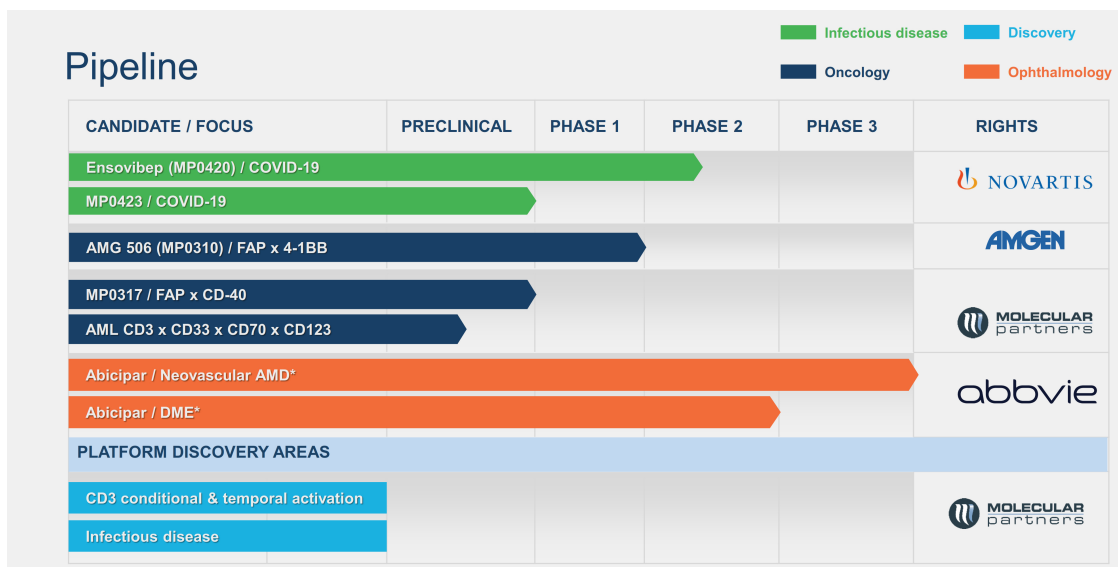 Infectious disease
Discovery
Pipeline
Oncology
Ophthalmology
CANDIDATE / FOCUS PRECLINICAL PHASE 1 PHASE 2 PHASE 3 RIGHTS
Ensovibep (MP0420) / COVID-19
NOVARTIS
MP0423 / COVID-19
AMG 506 (MP0310) / FAP x 4-1BB
AMGEN
MP0317 / FAP x CD-40
AML CD3 x CD33 x CD70 x CD123
MOLECULAR
partners
Abicipar / Neovascular AMD*
abbvie
Abicipar / DME*
PLATFORM DISCOVERY AREAS
CD3 conditional & temporal activation
MOLECULAR
partners
Infectious disease